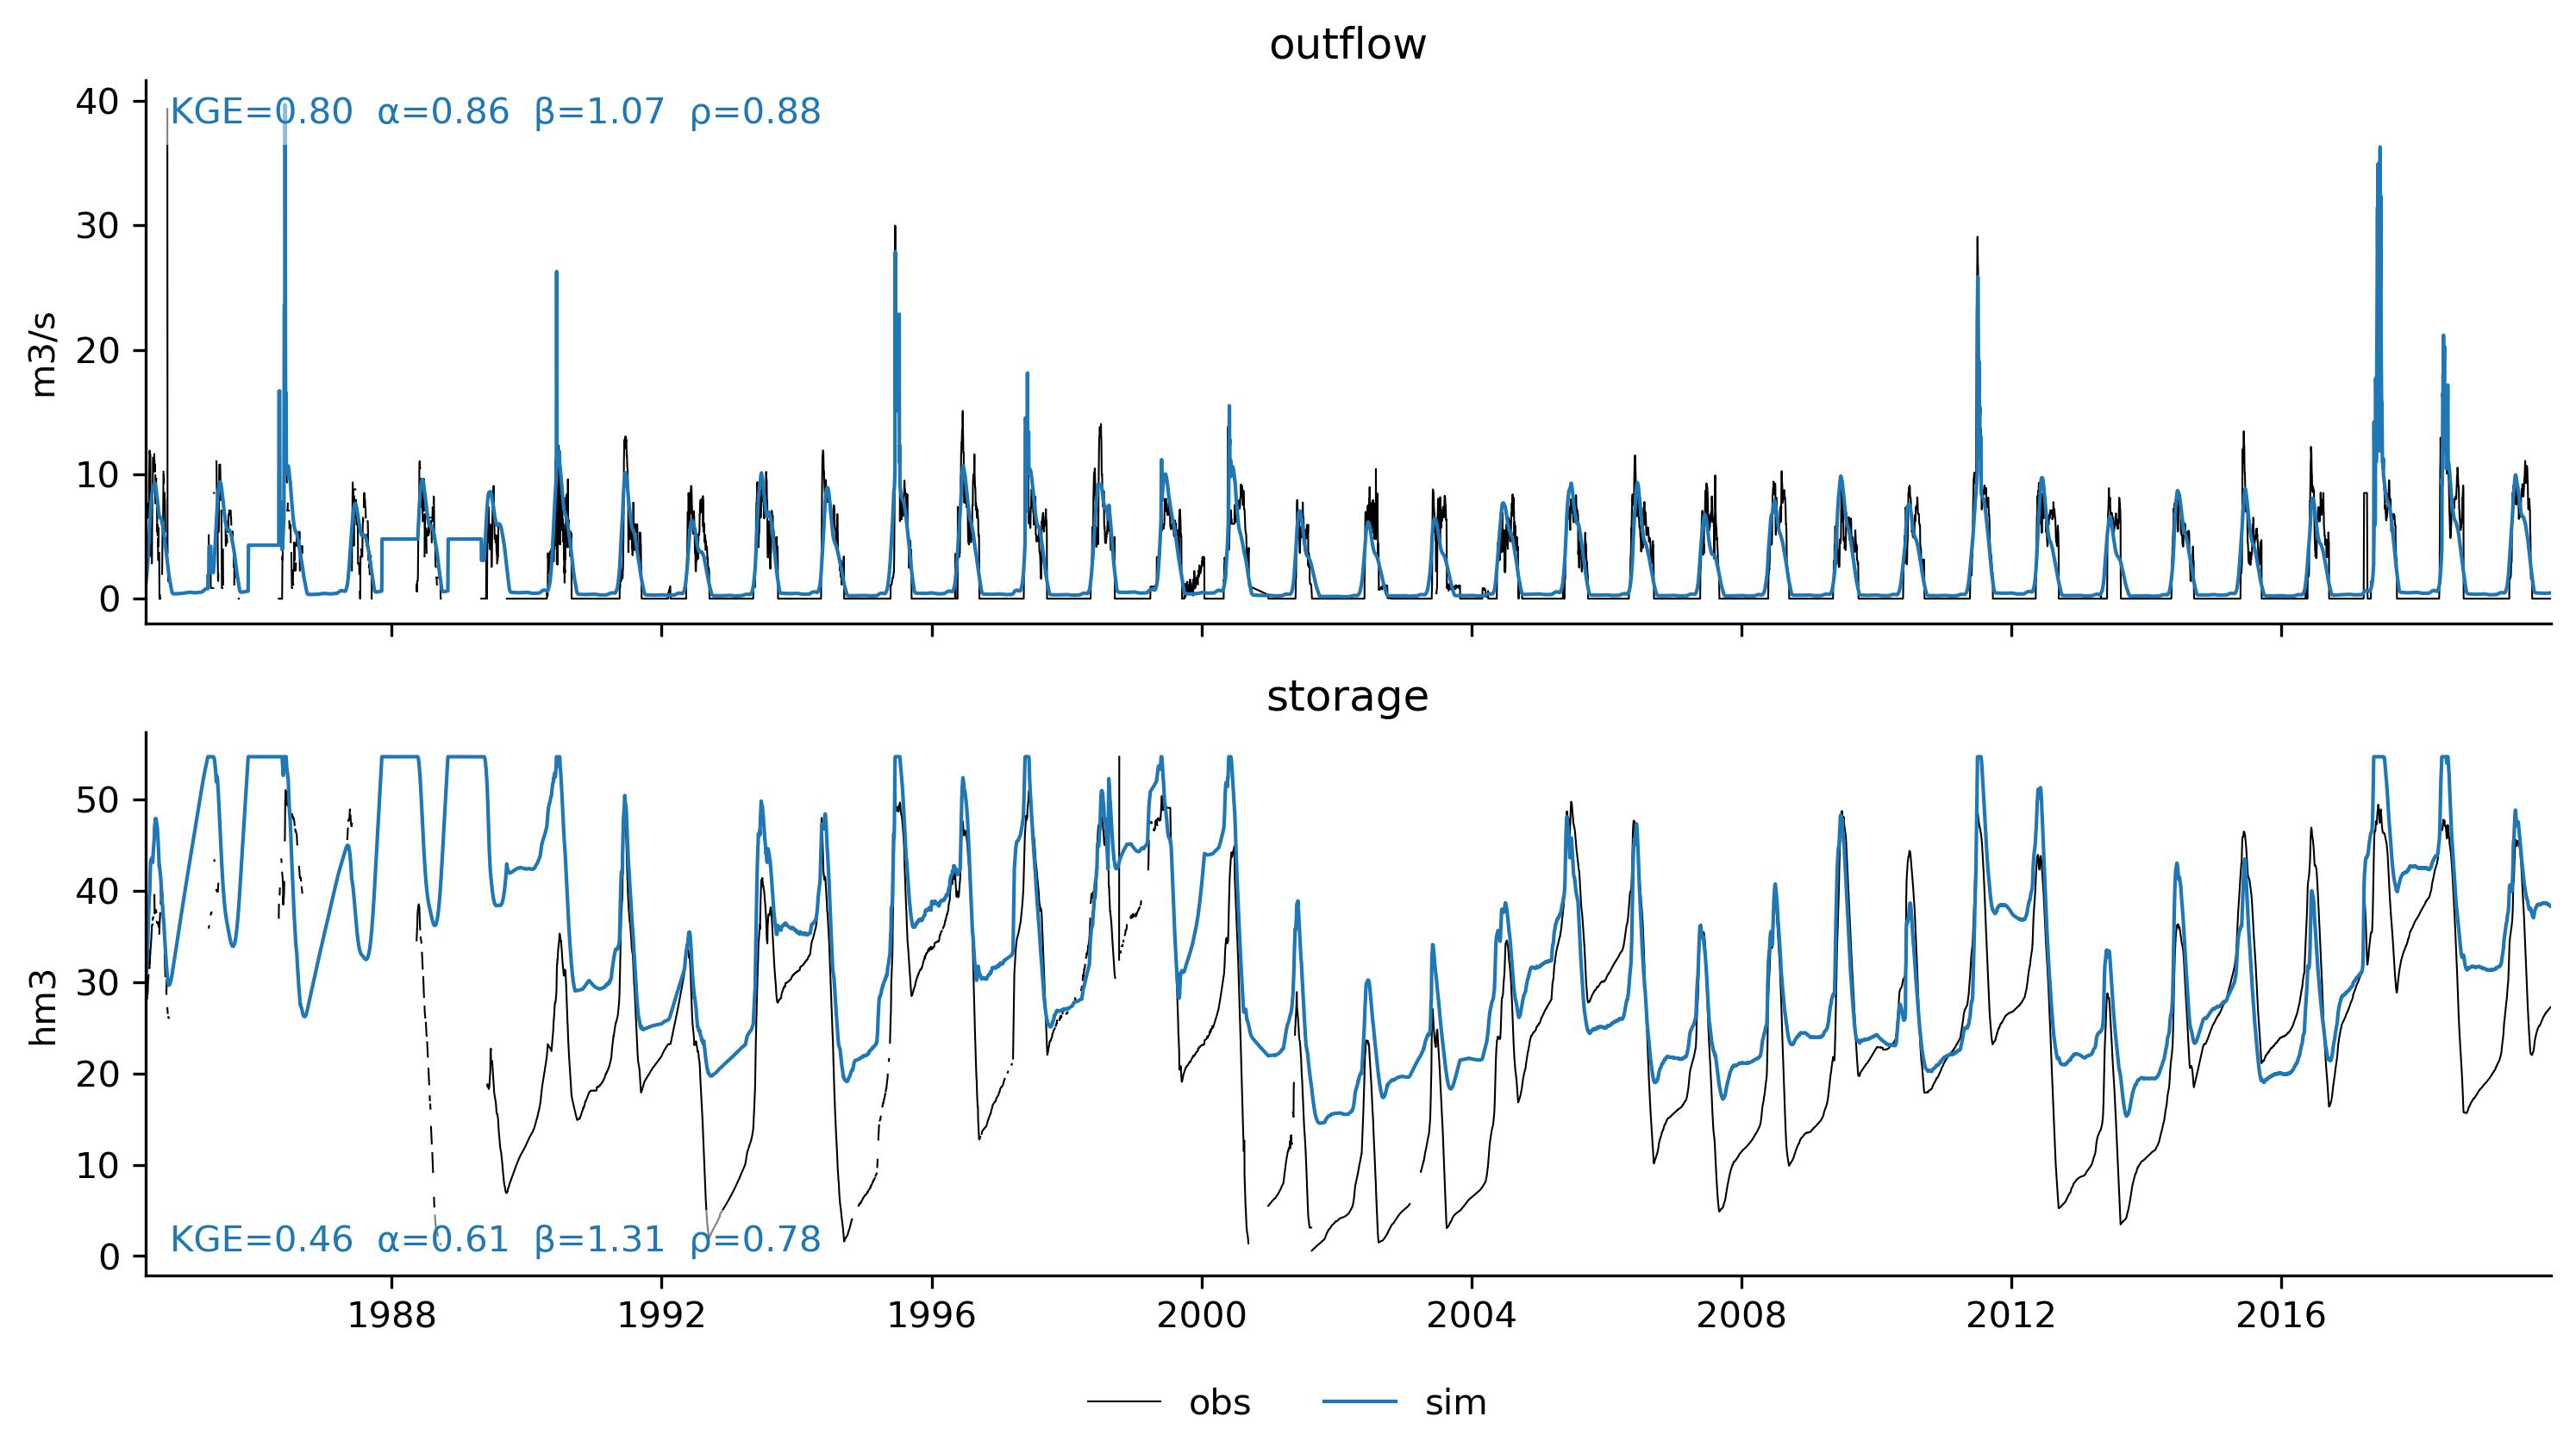 outflow
40
30
20
10
0
m3/s
KGE=0.80 α=0.86 β=1.07 ρ=0.88
storage
50
40
30
20
10
0
hm3
KGE=0.46 α=0.61 β=1.31 ρ=0.78
1988 1992 1996 2000 2004 2008 2012 2016
obs sim